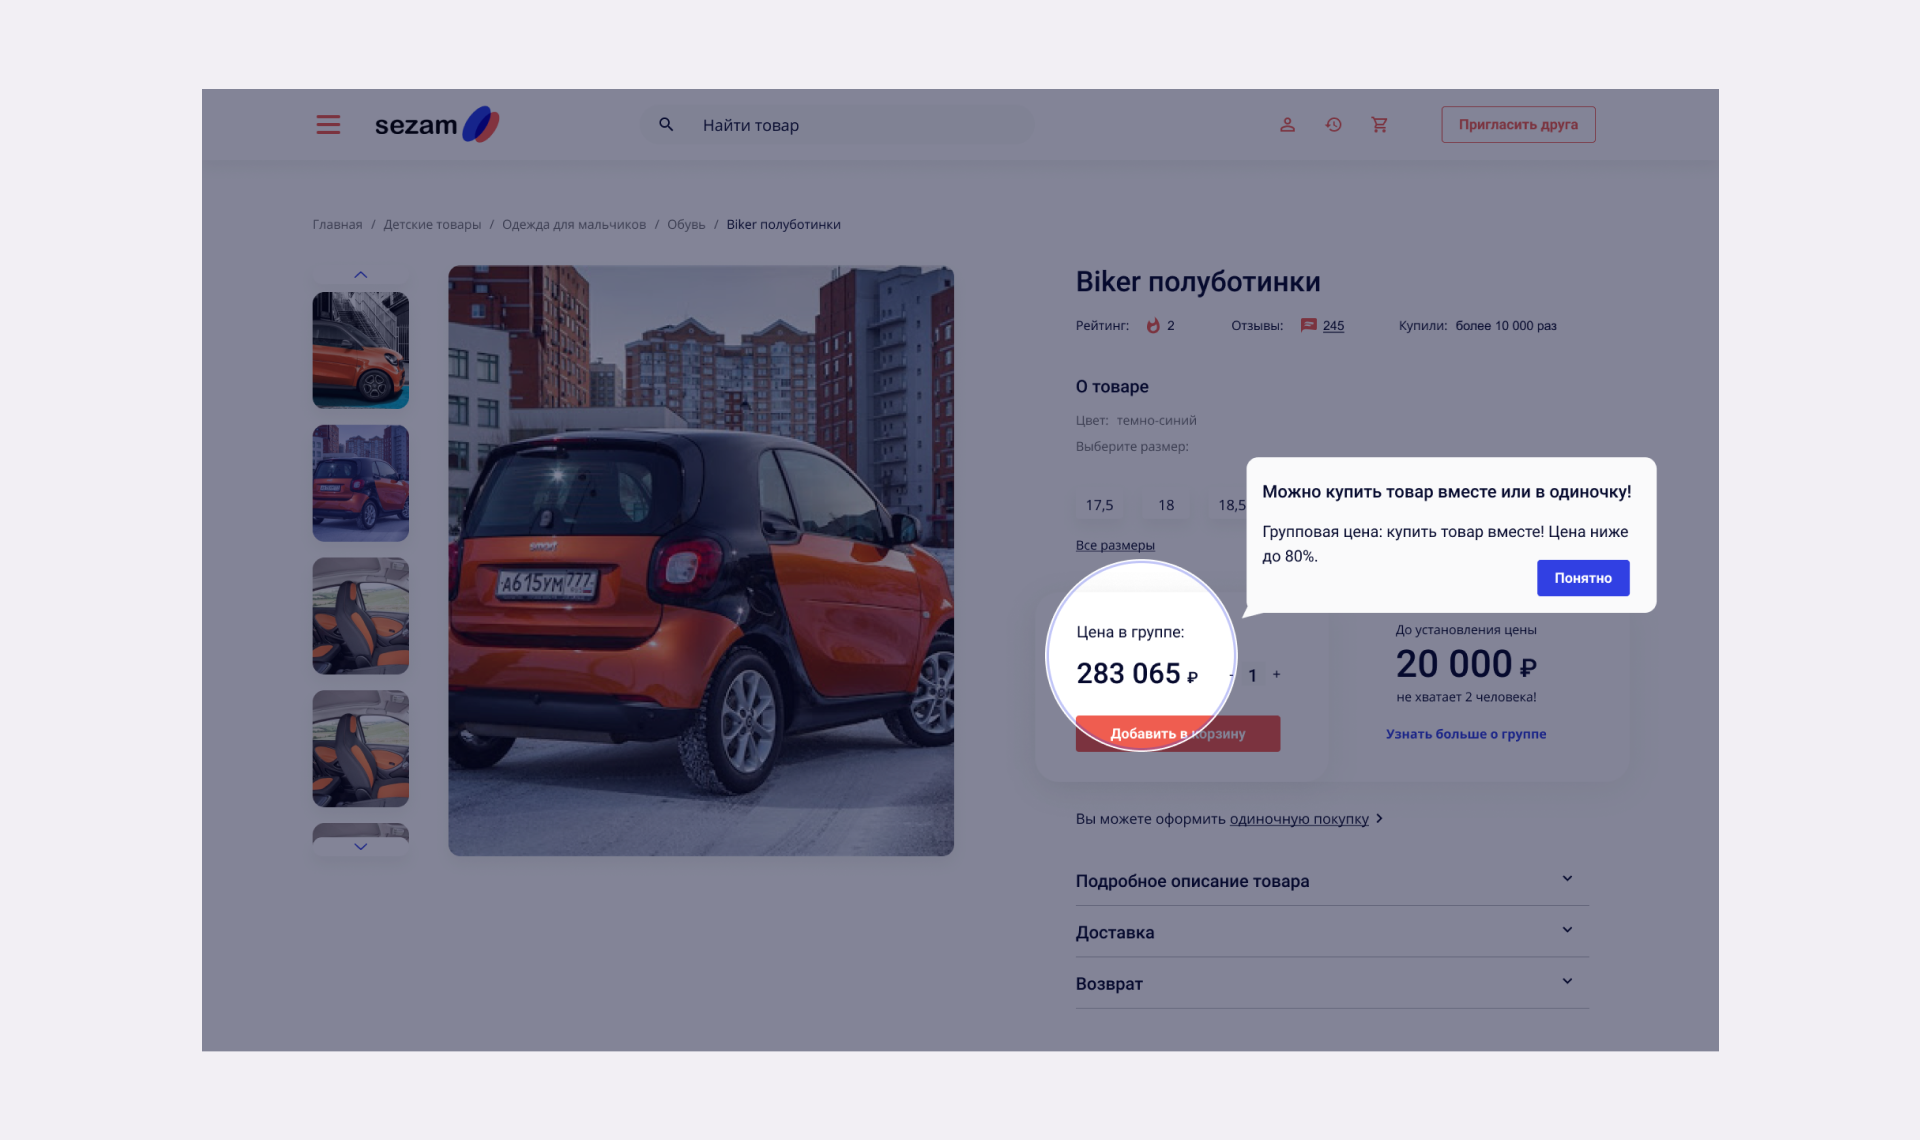 sezam
Найти товар
Пригласить друга
Главная / Детские товары / Одежда для мальчиков / Обувь / Biker полуботинки
Biker полуботинки
Рейтинг: 2 Отзывы: 245 Купили: более 10 000 раз
О товаре
Цвет: темно-синий
Выберите размер:
17,5 18 18,5
Все размеры
Можно купить товар вместе или в одиночку!
Групповая цена: купить товар вместе! Цена ниже
до 80%.
Понятно
Цена в группе:
283 065 ₽
- 1 +
Добавить в корзину
До установления цены
20 000 ₽
не хватает 2 человека!
Узнать больше о группе
Вы можете оформить одиночную покупку
Подробное описание товара
Доставка
Возврат
smart
А615УМ 777